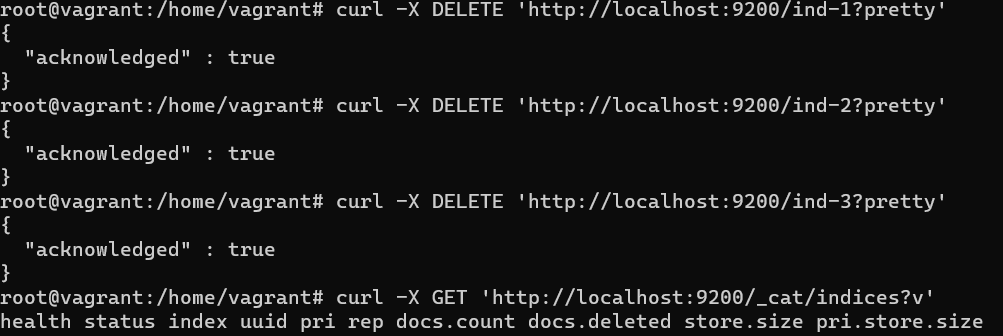 root@vagrant:/home/vagrant# curl -X DELETE 'http://localhost:9200/ind-1?pretty'
{
  "acknowledged" : true
}
root@vagrant:/home/vagrant# curl -X DELETE 'http://localhost:9200/ind-2?pretty'
{
  "acknowledged" : true
}
root@vagrant:/home/vagrant# curl -X DELETE 'http://localhost:9200/ind-3?pretty'
{
  "acknowledged" : true
}
root@vagrant:/home/vagrant# curl -X GET 'http://localhost:9200/_cat/indices?v'
health status index uuid pri rep docs.count docs.deleted store.size pri.store.size